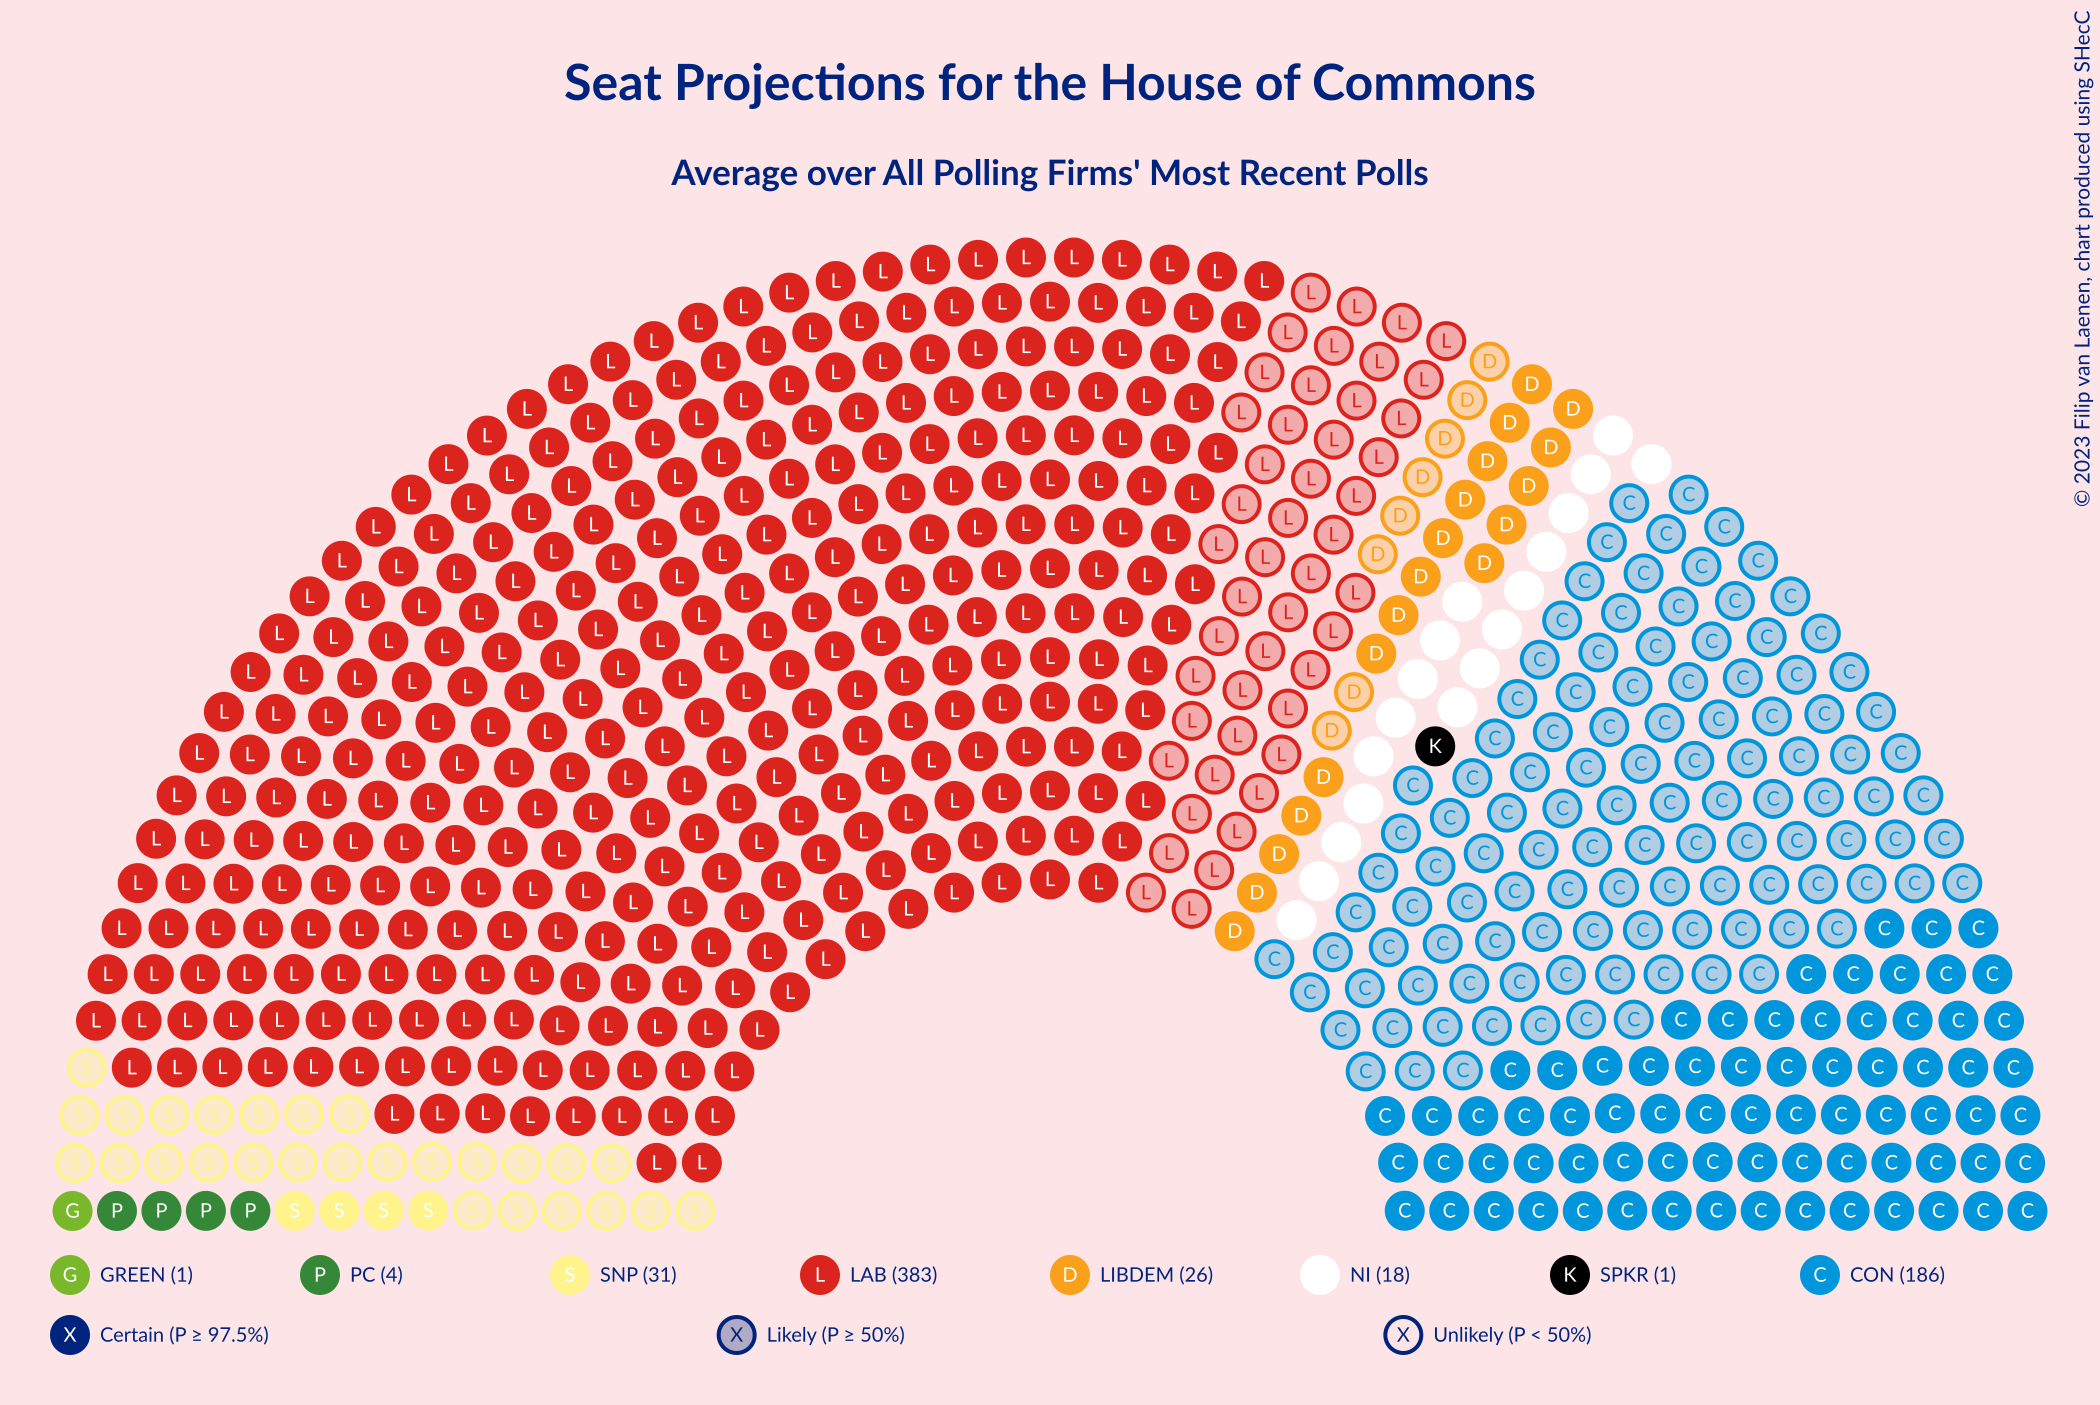 Seat Projections for the House of Commons
Average over All Polling Firms' Most Recent Polls
© 2023 Filip van Laenen, chart produced using SHecC
G GREEN (1)
P PC (4)
S SNP (31)
L LAB (383)
D LIBDEM (26)
NI (18)
K SPKR (1)
C CON (186)
X Certain (P ≥ 97.5%)
X Likely (P ≥ 50%)
X Unlikely (P < 50%)